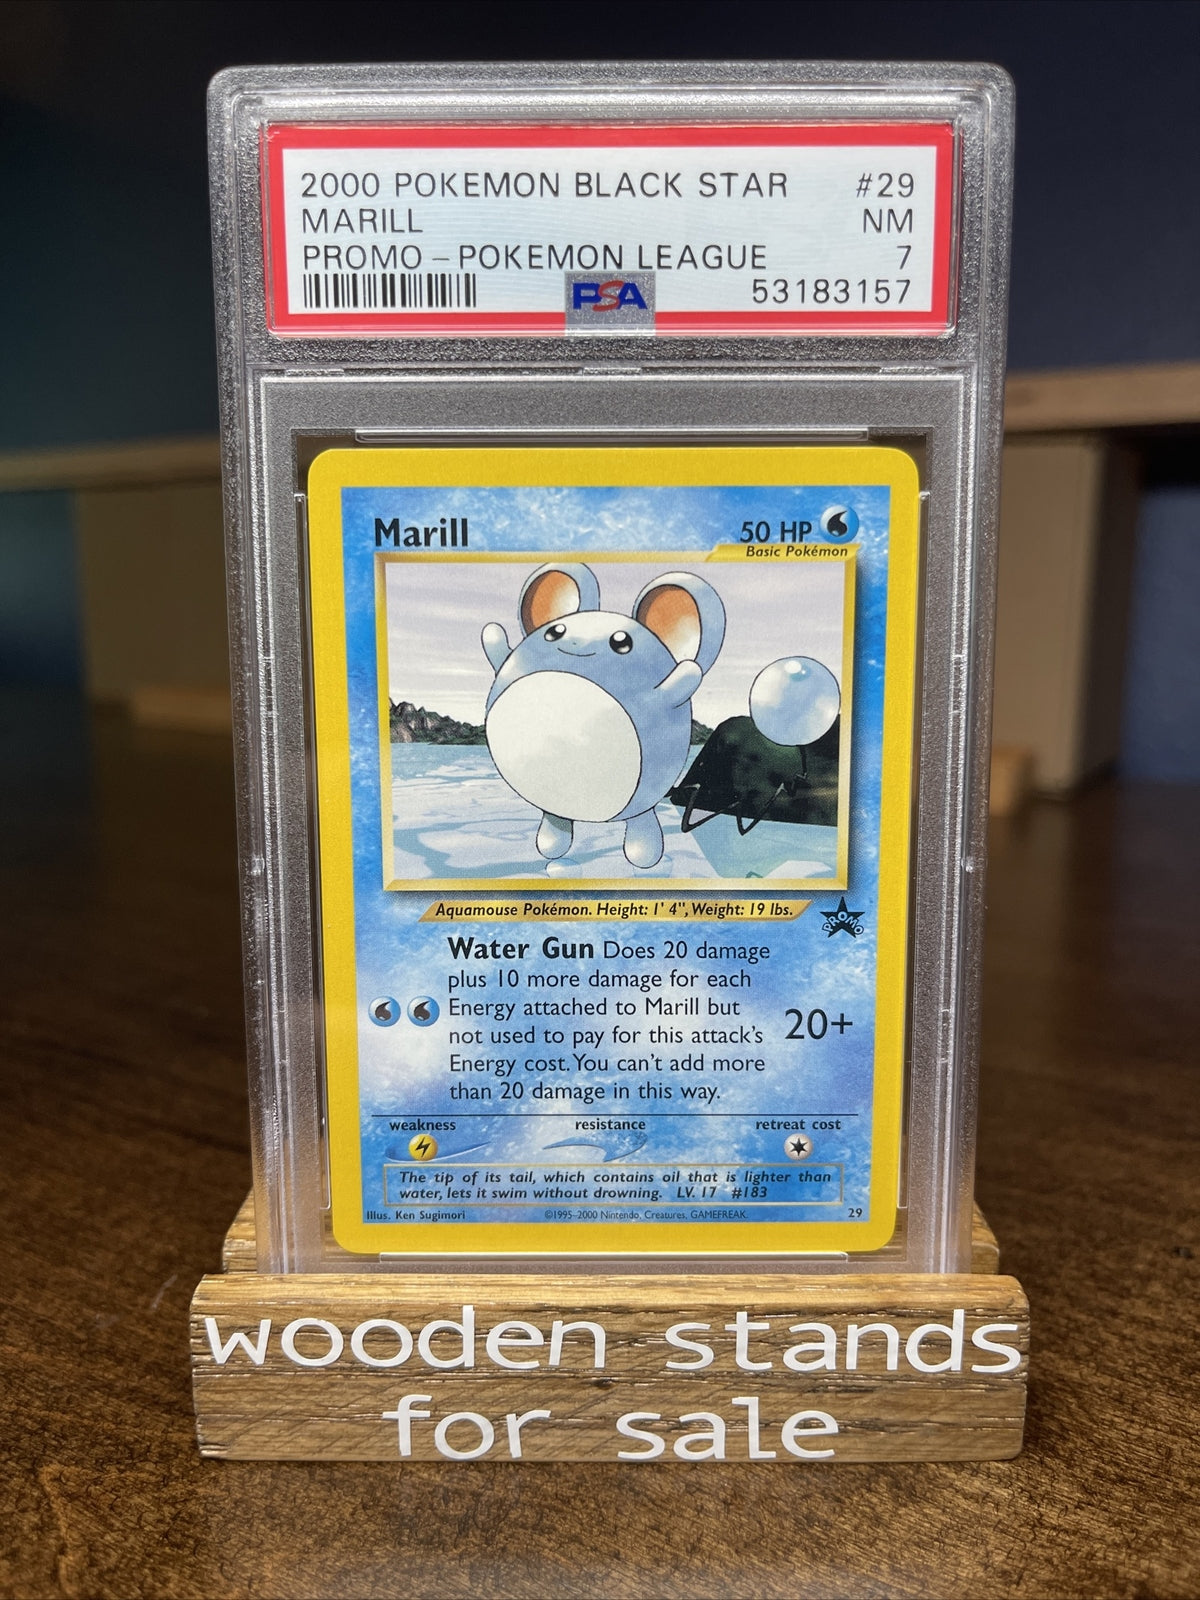 2000 POKEMON BLACK STAR #29
MARILL NM
PROMO - POKEMON LEAGUE 7
PSA 53183157
Marill 50 HP
Basic Pokémon
Aquamouse Pokémon. Height: 1' 4", Weight: 19 lbs.
PROMO
Water Gun Does 20 damage
plus 10 more damage for each
Energy attached to Marill but
not used to pay for this attack's 20+
Energy cost. You can't add more
than 20 damage in this way.
weakness resistance retreat cost
The tip of its tail, which contains oil that is lighter than
water, lets it swim without drowning. LV. 17 #183
Illus. Ken Sugimori ©1995-2000 Nintendo, Creatures, GAMEFREAK. 29
wooden stands
for sale